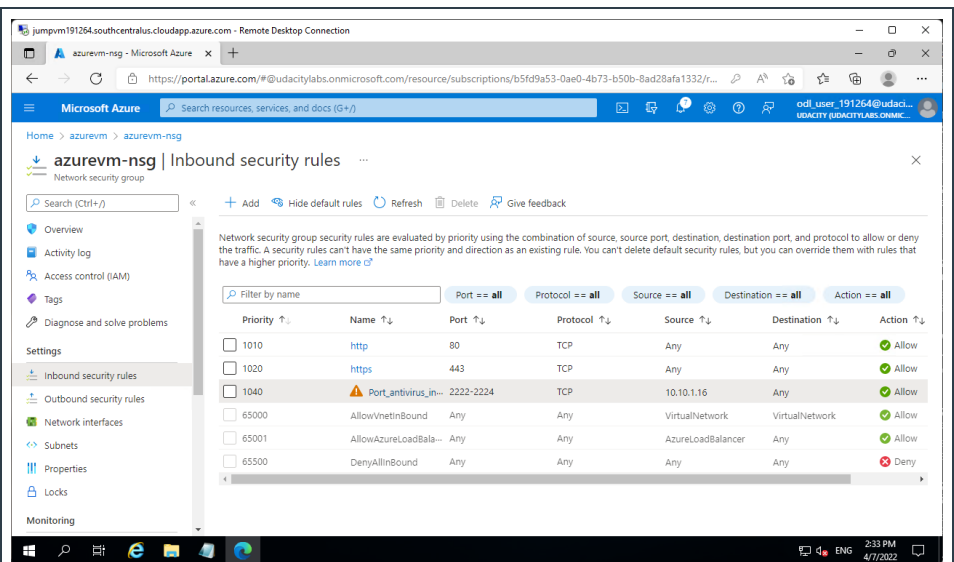 jumpvm191264.southcentralus.cloudapp.azure.com - Remote Desktop Connection
azurevm-nsg - Microsoft Azure
https://portal.azure.com/#@udacitylabs.onmicrosoft.com/resource/subscriptions/b5fd9a53-0ae0-4b73-b50b-8ad28afa1332/r...
Microsoft Azure
Search resources, services, and docs (G+/)
7
odl_user_191264@udaci...
UDACITY (UDACITYLABS.ONMIC...
Home > azurevm > azurevm-nsg
azurevm-nsg | Inbound security rules ...
Network security group
Search (Ctrl+/)
Add Hide default rules Refresh Delete Give feedback
Overview
Activity log
Access control (IAM)
Tags
Diagnose and solve problems
Settings
Inbound security rules
Outbound security rules
Network interfaces
Subnets
Properties
Locks
Monitoring
Network security group security rules are evaluated by priority using the combination of source, source port, destination, destination port, and protocol to allow or deny
the traffic. A security rules can't have the same priority and direction as an existing rule. You can't delete default security rules, but you can override them with rules that
have a higher priority. Learn more
Filter by name Port == all Protocol == all Source == all Destination == all Action == all
Priority Name Port Protocol Source Destination Action
1010 http 80 TCP Any Any Allow
1020 https 443 TCP Any Any Allow
1040 Port_antivirus_in... 2222-2224 TCP 10.10.1.16 Any Allow
65000 AllowVnetInBound Any Any VirtualNetwork VirtualNetwork Allow
65001 AllowAzureLoadBala... Any Any AzureLoadBalancer Any Allow
65500 DenyAllInBound Any Any Any Any Deny
ENG
2:33 PM
4/7/2022